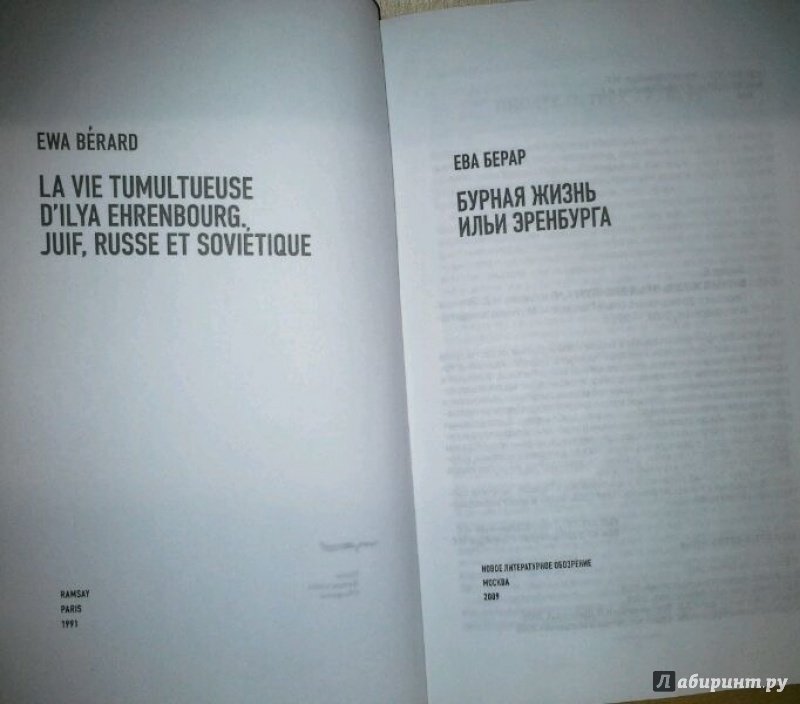 EWA BÉRARD
LA VIE TUMULTUEUSE
D'ILYA EHRENBOURG.
JUIF, RUSSE ET SOVIÉTIQUE
RAMSAY
PARIS
1991
ЕВА БЕРАР
БУРНАЯ ЖИЗНЬ
ИЛЬИ ЭРЕНБУРГА
НОВОЕ ЛИТЕРАТУРНОЕ ОБОЗРЕНИЕ
МОСКВА
2009
Лабиринт.ру